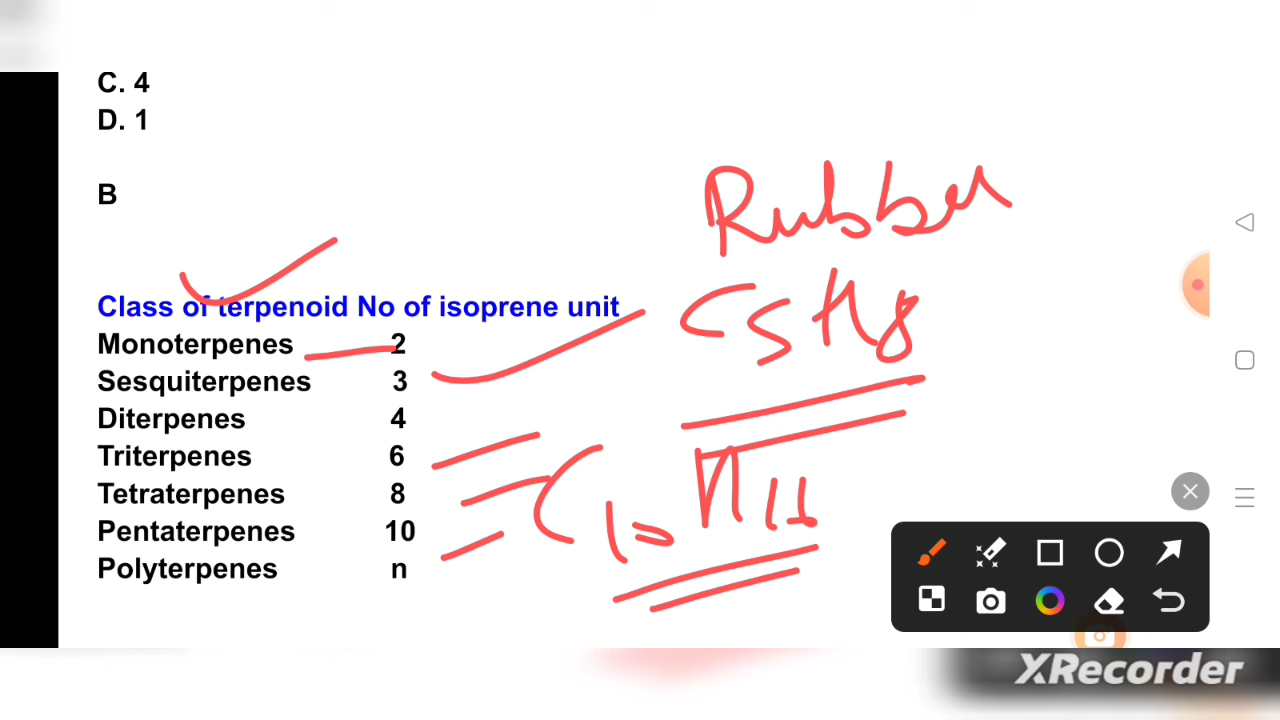 C. 4
D. 1
B
Rubber
C5H8
Class of terpenoid No of isoprene unit
Monoterpenes 2
Sesquiterpenes 3
Diterpenes 4
Triterpenes 6
Tetraterpenes 8
Pentaterpenes 10
Polyterpenes n
XRecorder